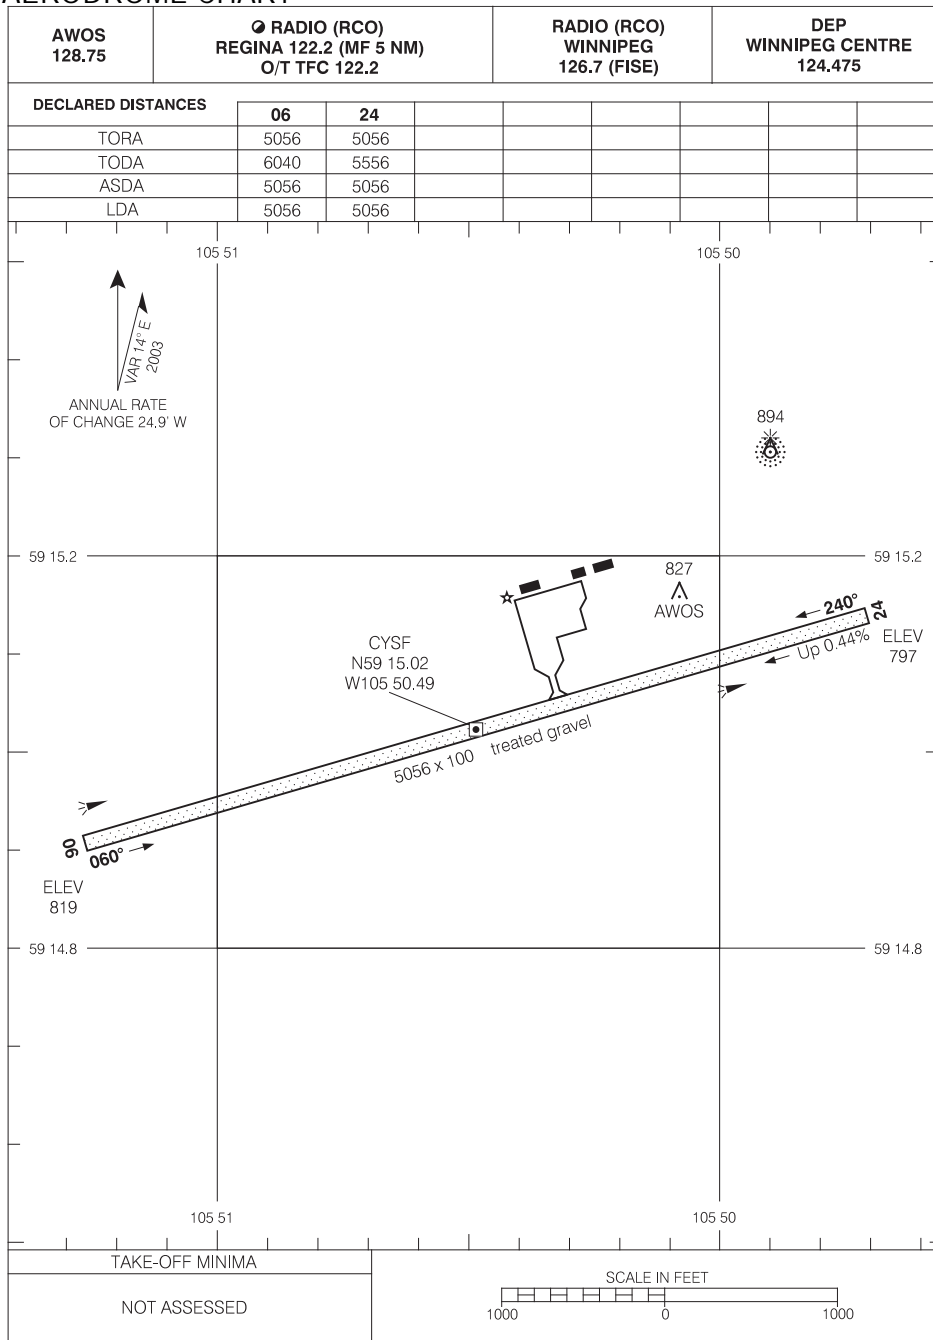 AERODROME CHART
AWOS
128.75
RADIO (RCO)
REGINA 122.2 (MF 5 NM)
O/T TFC 122.2
RADIO (RCO)
WINNIPEG
126.7 (FISE)
DEP
WINNIPEG CENTRE
124.475
DECLARED DISTANCES
06 24
TORA 5056 5056
TODA 6040 5556
ASDA 5056 5056
LDA 5056 5056
105 51 105 50
VAR 14° E
2003
ANNUAL RATE
OF CHANGE 24.9' W
894
59 15.2 59 15.2
827
AWOS
240°
24
ELEV
797
Up 0.44%
CYSF
N59 15.02
W105 50.49
treated gravel
5056 x 100
06
060°
ELEV
819
59 14.8 59 14.8
105 51 105 50
TAKE-OFF MINIMA
NOT ASSESSED
SCALE IN FEET
1000 0 1000